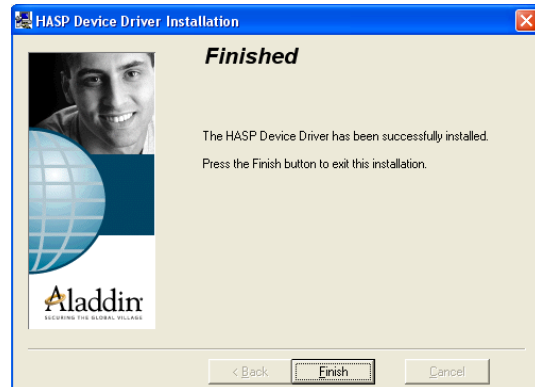 HASP Device Driver Installation
Finished
The HASP Device Driver has been successfully installed.
Press the Finish button to exit this installation.
Aladdin
SECURING THE GLOBAL VILLAGE
< Back
Finish
Cancel